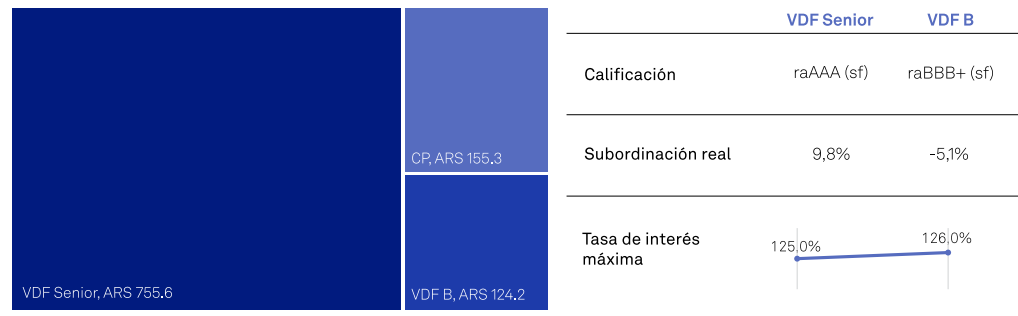 CP, ARS 155.3
VDF Senior, ARS 755.6
VDF B, ARS 124.2
VDF Senior VDF B
Calificación raAAA (sf) raBBB+ (sf)
Subordinación real 9,8% -5,1%
Tasa de interés
máxima
125,0% 126,0%